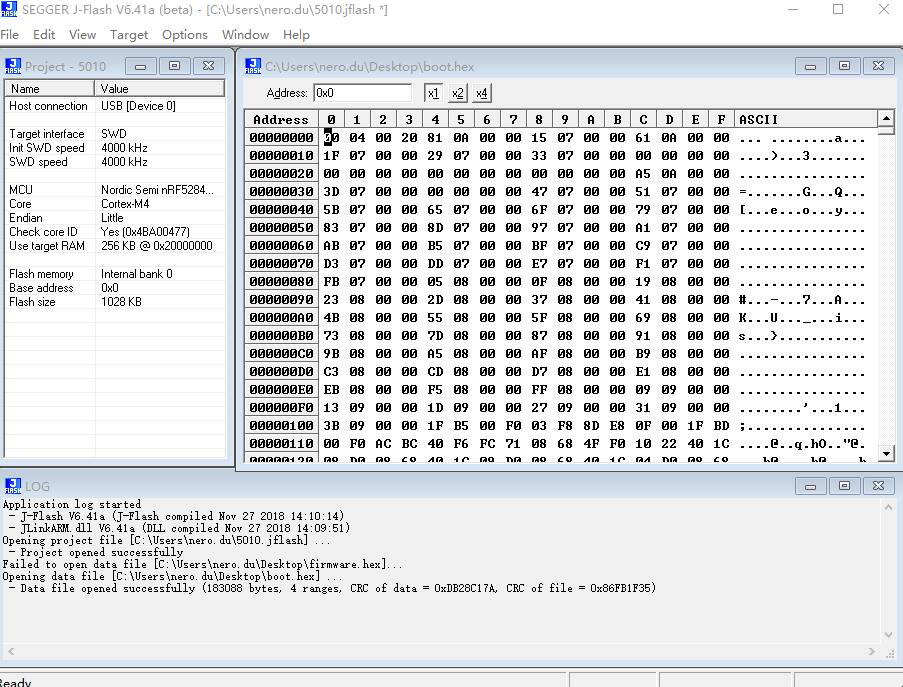 SEGGER J-Flash V6.41a (beta) - [C:\Users\nero.du\5010.jflash *]
File Edit View Target Options Window Help
Project - 5010
Name Value
Host connection USB [Device 0]
Target interface SWD
Init SWD speed 4000 kHz
SWD speed 4000 kHz
MCU Nordic Semi nRF5284...
Core Cortex-M4
Endian Little
Check core ID Yes (0x4BA00477)
Use target RAM 256 KB @ 0x20000000
Flash memory Internal bank 0
Base address 0x0
Flash size 1028 KB
C:\Users\nero.du\Desktop\boot.hex
Address: 0x0 x1 x2 x4
Address 0 1 2 3 4 5 6 7 8 9 A B C D E F ASCII
00000000 00 04 00 20 81 0A 00 00 15 07 00 00 61 0A 00 00 ... ........a...
00000010 1F 07 00 00 29 07 00 00 33 07 00 00 00 00 00 00 ....)...3.......
00000020 00 00 00 00 00 00 00 00 00 00 00 00 A5 0A 00 00 ................
00000030 3D 07 00 00 00 00 00 00 47 07 00 00 51 07 00 00 =.......G...Q...
00000040 5B 07 00 00 65 07 00 00 6F 07 00 00 79 07 00 00 [...e...o...y...
00000050 83 07 00 00 8D 07 00 00 97 07 00 00 A1 07 00 00 ................
00000060 AB 07 00 00 B5 07 00 00 BF 07 00 00 C9 07 00 00 ................
00000070 D3 07 00 00 DD 07 00 00 E7 07 00 00 F1 07 00 00 ................
00000080 FB 07 00 00 05 08 00 00 0F 08 00 00 19 08 00 00 ................
00000090 23 08 00 00 2D 08 00 00 37 08 00 00 41 08 00 00 #...-...7...A...
000000A0 4B 08 00 00 55 08 00 00 5F 08 00 00 69 08 00 00 K...U..._...i...
000000B0 73 08 00 00 7D 08 00 00 87 08 00 00 91 08 00 00 s...}...........
000000C0 9B 08 00 00 A5 08 00 00 AF 08 00 00 B9 08 00 00 ................
000000D0 C3 08 00 00 CD 08 00 00 D7 08 00 00 E1 08 00 00 ................
000000E0 EB 08 00 00 F5 08 00 00 FF 08 00 00 09 09 00 00 ................
000000F0 13 09 00 00 1D 09 00 00 27 09 00 00 31 09 00 00 ........'...1...
00000100 3B 09 00 00 1F B5 00 F0 03 F8 8D E8 0F 00 1F BD ;...............
00000110 00 F0 AC BC 40 F6 FC 71 08 68 4F F0 10 22 40 1C ....@..q.hO.."@.
00000120 08 D0 08 68 40 1C 09 D0 08 68 40 1C 04 D0 08 68
LOG
Application log started
- J-Flash V6.41a (J-Flash compiled Nov 27 2018 14:10:14)
- JLinkARM.dll V6.41a (DLL compiled Nov 27 2018 14:09:51)
Opening project file [C:\Users\nero.du\5010.jflash] ...
- Project opened successfully
Failed to open data file [C:\Users\nero.du\Desktop\firmware.hex]...
Opening data file [C:\Users\nero.du\Desktop\boot.hex] ...
- Data file opened successfully (183088 bytes, 4 ranges, CRC of data = 0xDB28C17A, CRC of file = 0x86FB1F35)
Ready